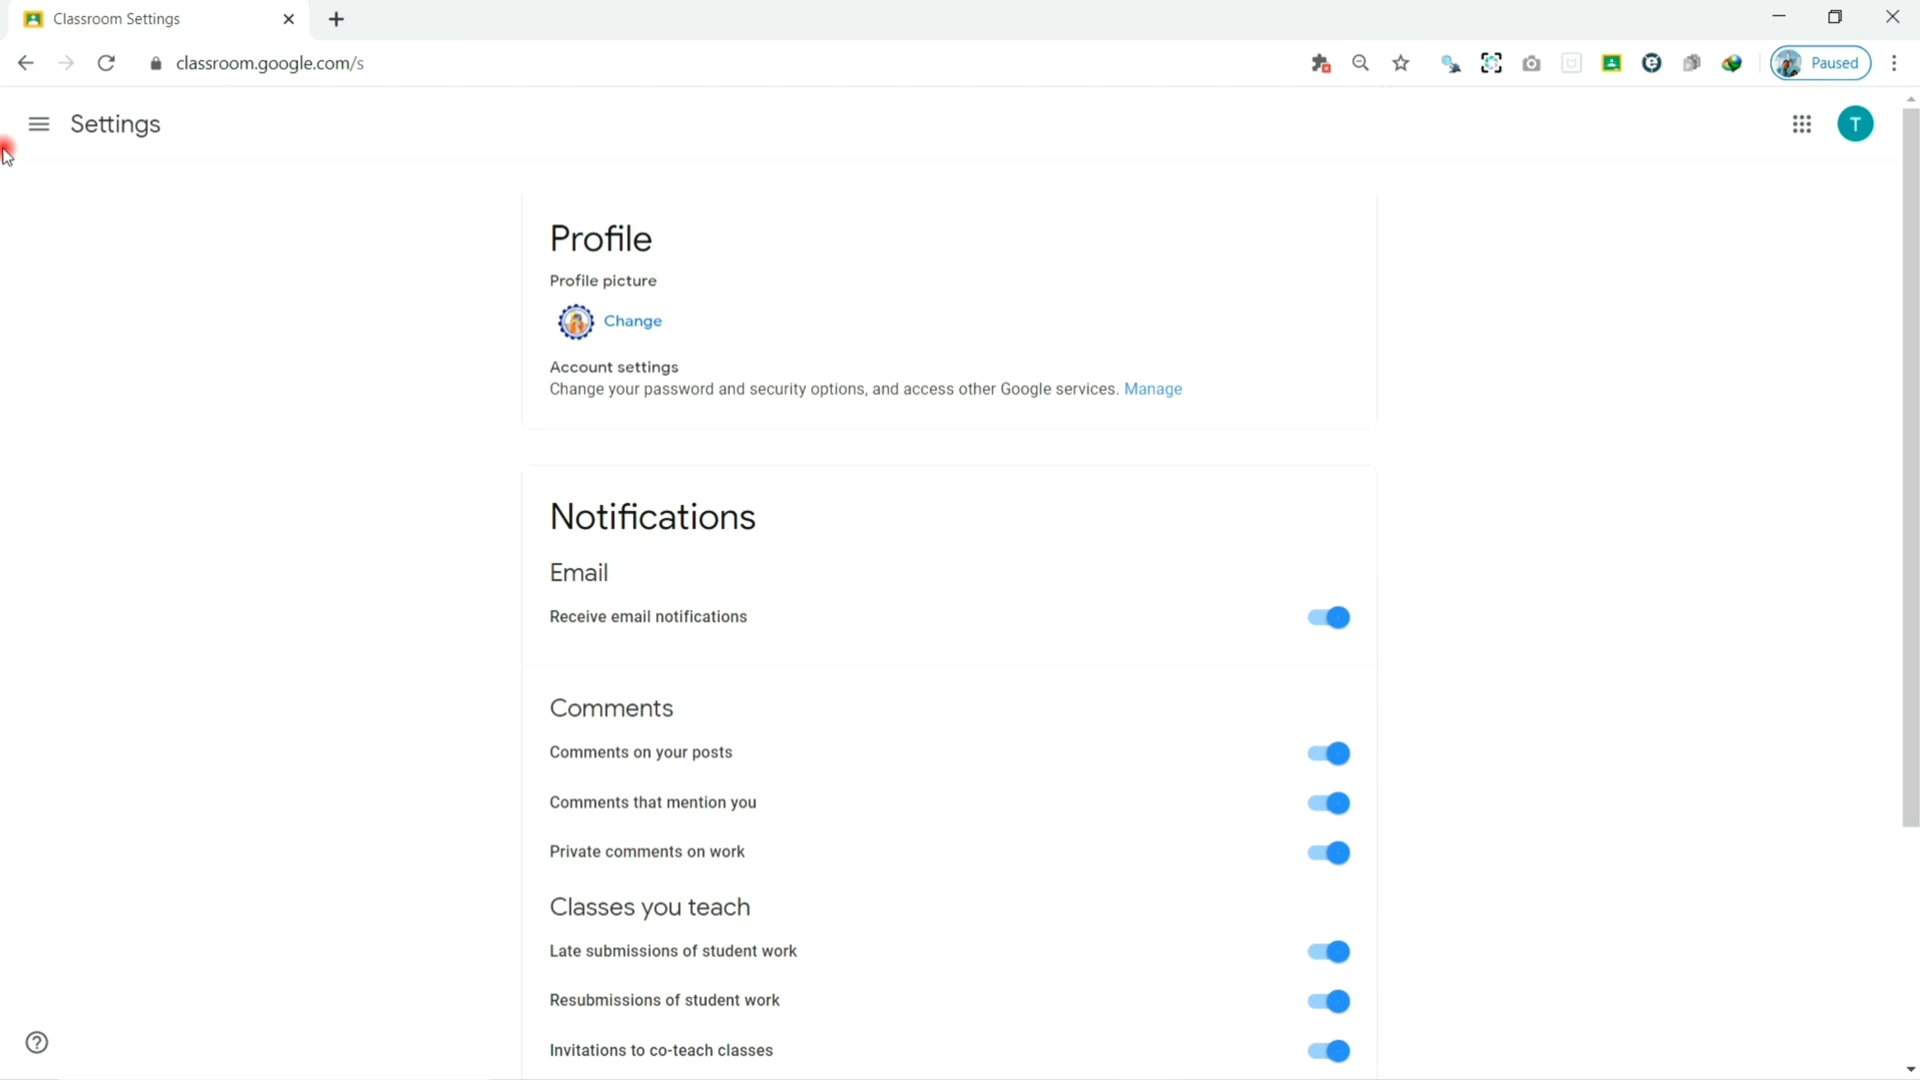 Classroom Settings
classroom.google.com/s
Paused
Settings
T
Profile
Profile picture
Change
Account settings
Change your password and security options, and access other Google services. Manage
Notifications
Email
Receive email notifications
Comments
Comments on your posts
Comments that mention you
Private comments on work
Classes you teach
Late submissions of student work
Resubmissions of student work
Invitations to co-teach classes